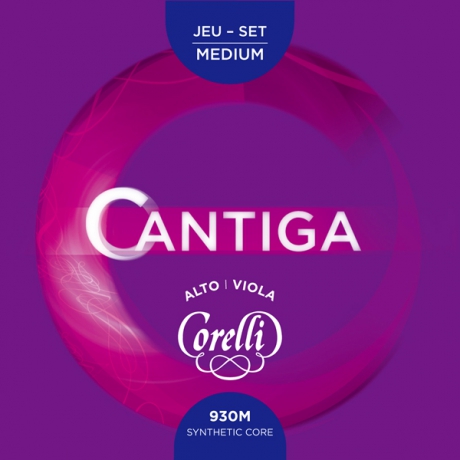 JEU – SET
MEDIUM
CANTIGA
ALTO | VIOLA
Corelli
930M
SYNTHETIC CORE